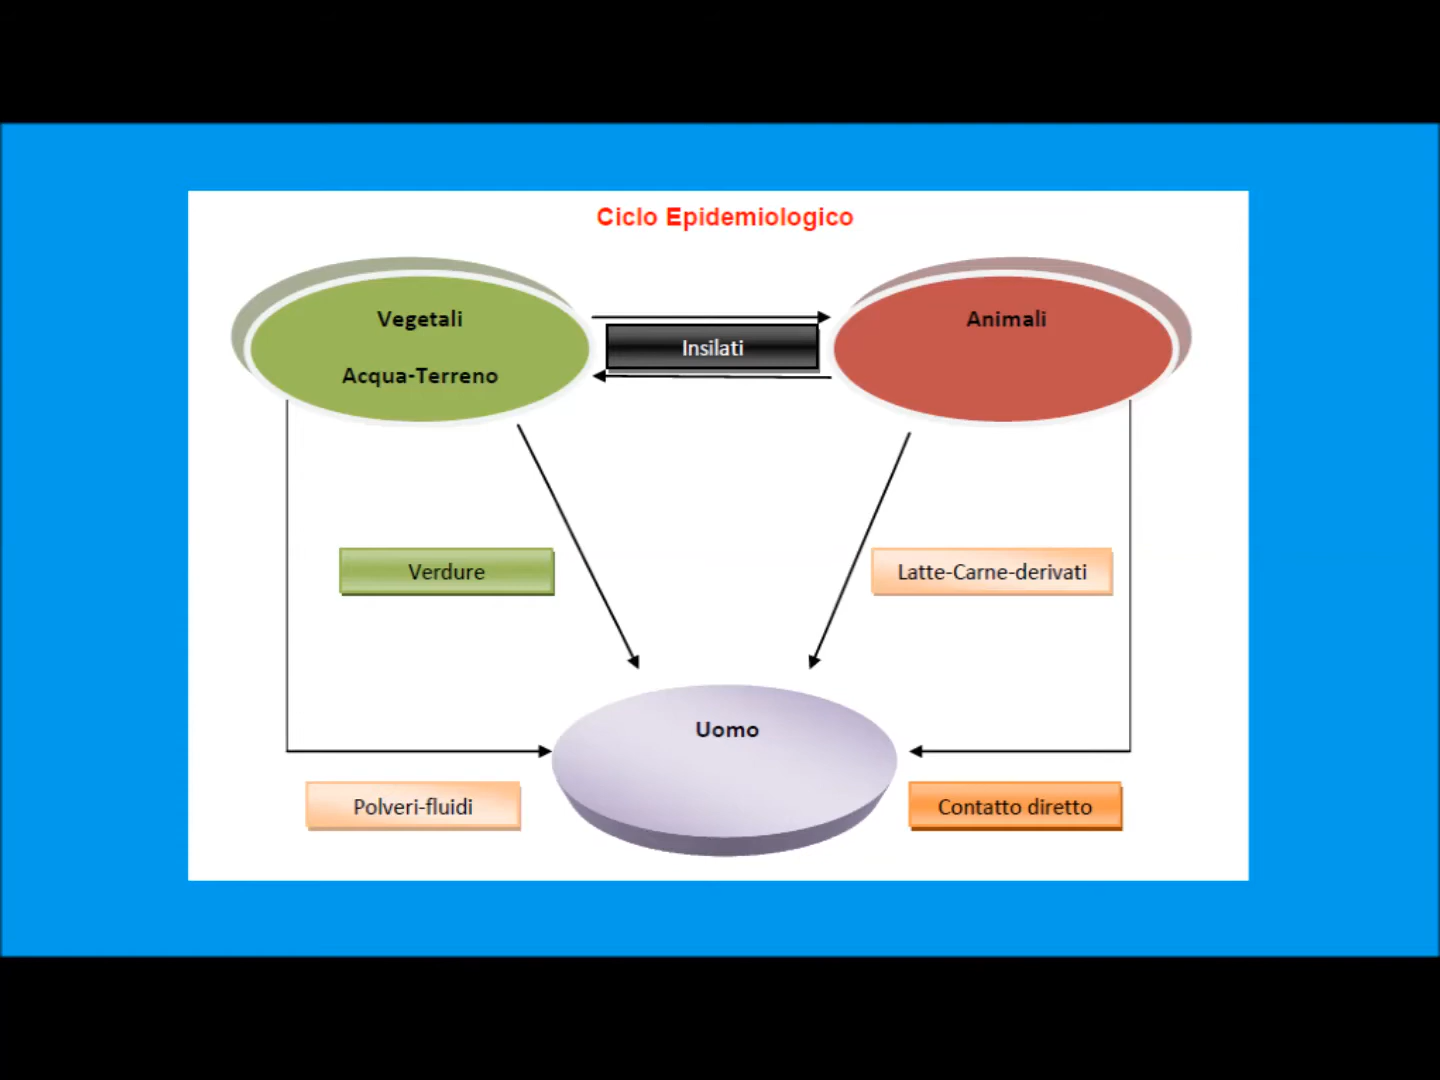 Ciclo Epidemiologico
Vegetali
Acqua-Terreno
Insilati
Animali
Verdure
Latte-Carne-derivati
Uomo
Polveri-fluidi
Contatto diretto